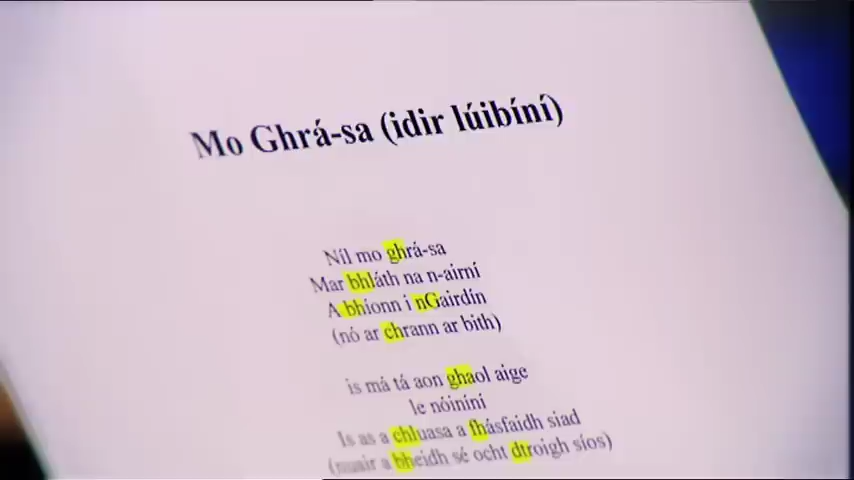 Mo Ghrá-sa (idir lúibíní)
Níl mo ghrá-sa
Mar bhláth na n-airní
A bhíonn i nGairdín
(nó ar chrann ar bith)
is má tá aon ghaol aige
le nóiníní
Is as a chluasa a fhásfaidh siad
(nuair a bheidh sé ocht dtroigh síos)